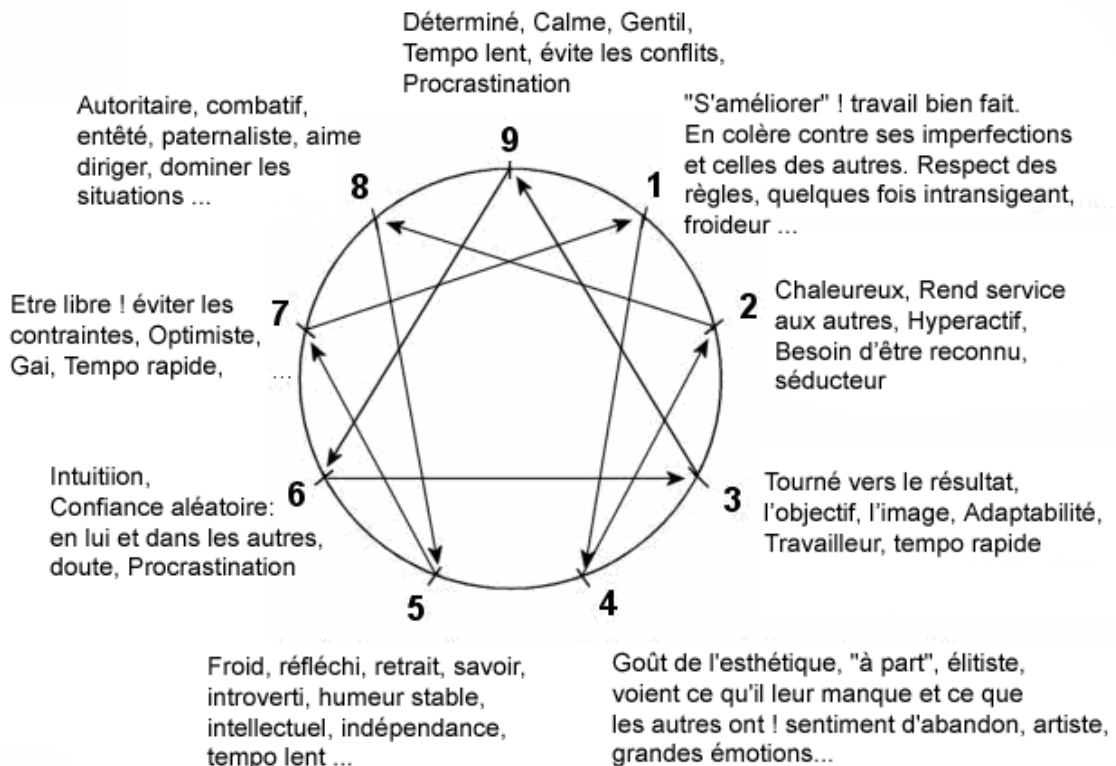 Déterminé, Calme, Gentil,
Tempo lent, évite les conflits,
Procrastination
Autoritaire, combatif,
entêté, paternaliste, aime
diriger, dominer les
situations ...
"S'améliorer" ! travail bien fait.
En colère contre ses imperfections
et celles des autres. Respect des
règles, quelques fois intransigeant,
froideur ...
9
8
1
Etre libre ! éviter les
contraintes, Optimiste,
Gai, Tempo rapide, ...
7
2
Chaleureux, Rend service
aux autres, Hyperactif,
Besoin d'être reconnu,
séducteur
Intuitiion,
Confiance aléatoire:
en lui et dans les autres,
doute, Procrastination
6
3
Tourné vers le résultat,
l'objectif, l'image, Adaptabilité,
Travailleur, tempo rapide
5
4
Froid, réfléchi, retrait, savoir,
introverti, humeur stable,
intellectuel, indépendance,
tempo lent ...
Goût de l'esthétique, "à part", élitiste,
voient ce qu'il leur manque et ce que
les autres ont ! sentiment d'abandon, artiste,
grandes émotions...